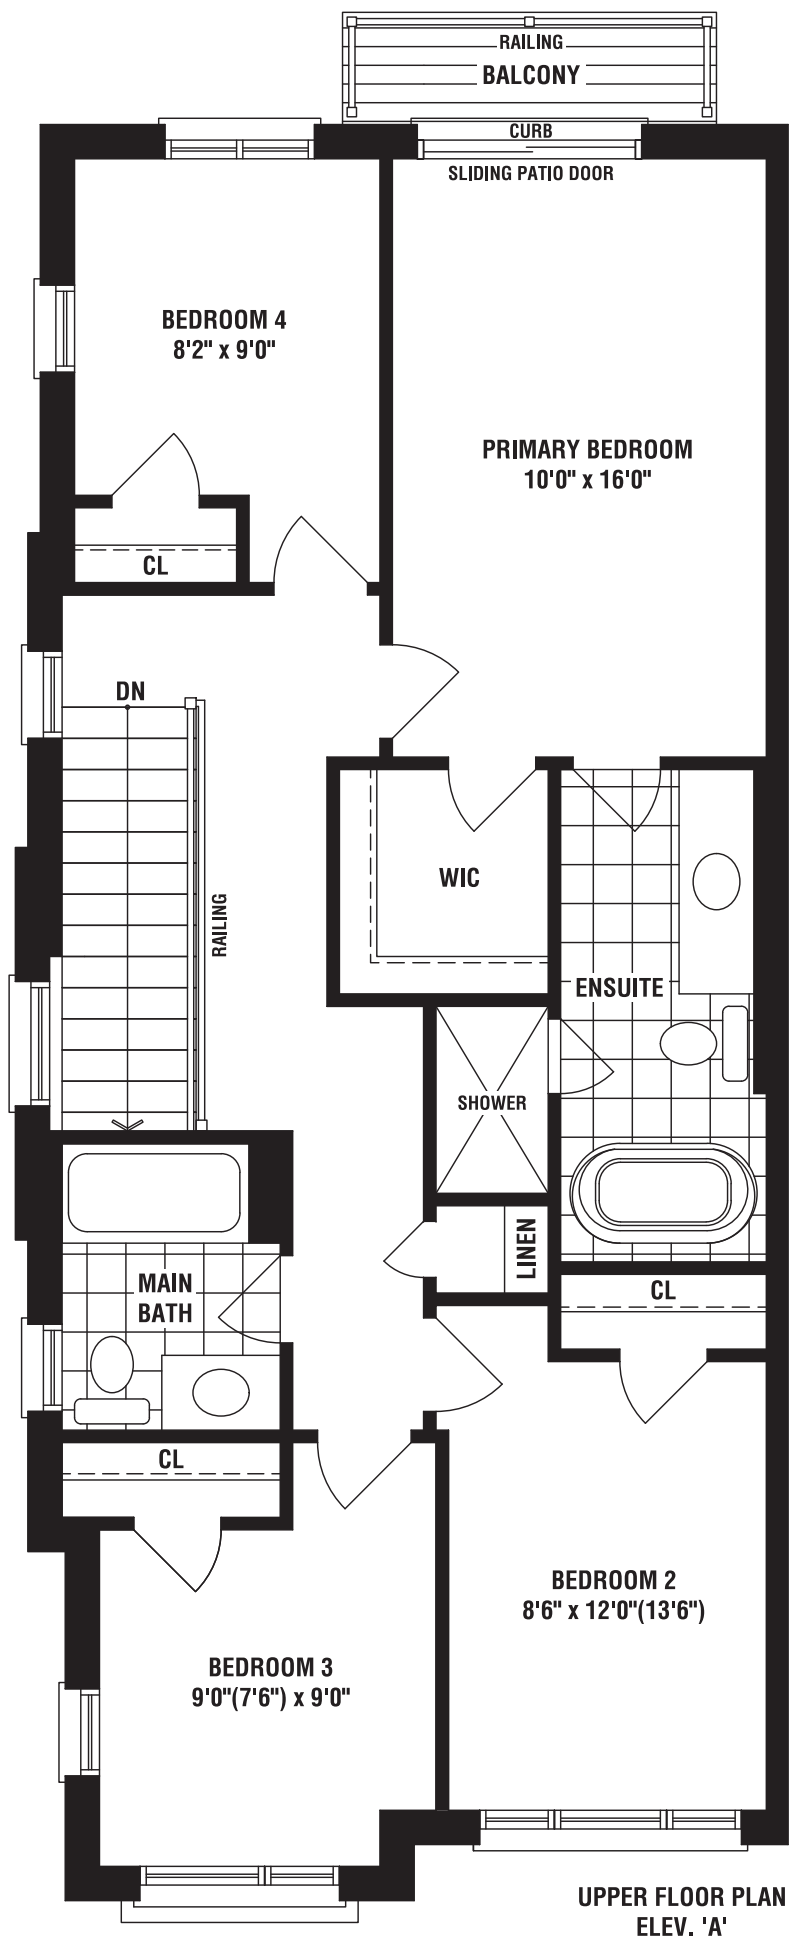 RAILING
BALCONY
CURB
SLIDING PATIO DOOR
BEDROOM 4
8'2" x 9'0"
PRIMARY BEDROOM
10'0" x 16'0"
CL
DN
RAILING
WIC
ENSUITE
SHOWER
LINEN
MAIN
BATH
CL
CL
BEDROOM 2
8'6" x 12'0"(13'6")
BEDROOM 3
9'0"(7'6") x 9'0"
UPPER FLOOR PLAN
ELEV. 'A'